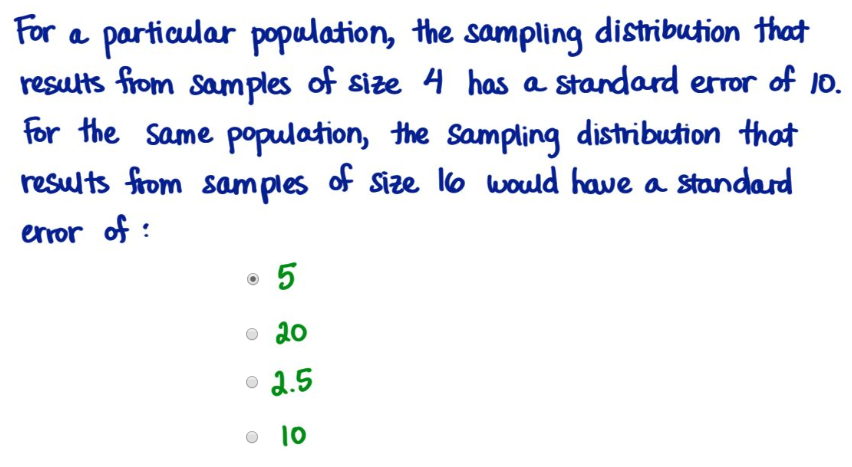 For a particular population, the sampling distribution that
results from samples of size 4 has a standard error of 10.
For the same population, the sampling distribution that
results from samples of size 16 would have a standard
error of :
5
20
2.5
10